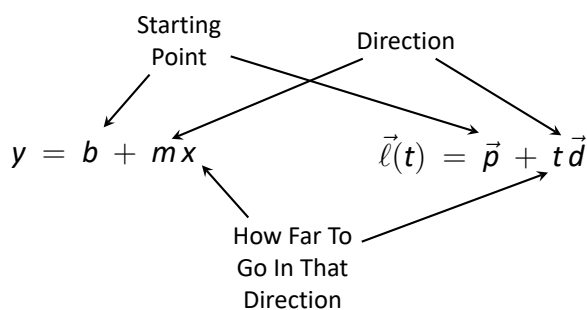 Starting
Point
Direction
y = b + mx
ℓ⃗(t) = p⃗ + td⃗
How Far To
Go In That
Direction